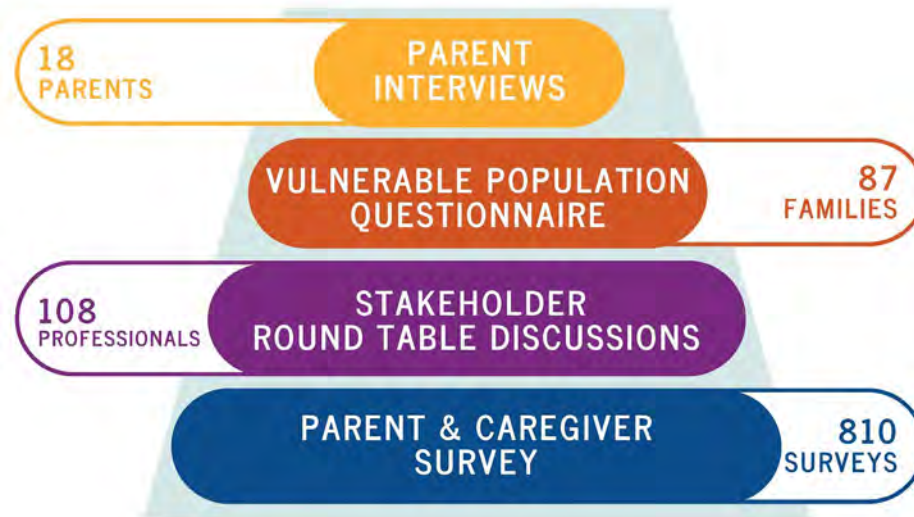 18
PARENTS
PARENT
INTERVIEWS
VULNERABLE POPULATION
QUESTIONNAIRE
87
FAMILIES
108
PROFESSIONALS
STAKEHOLDER
ROUND TABLE DISCUSSIONS
PARENT & CAREGIVER
SURVEY
810
SURVEYS